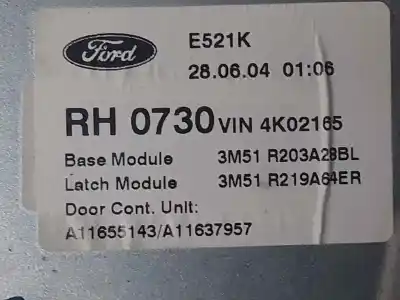 Ford
E521K
28.06.04 01:06
RH 0730 VIN 4K02165
Base Module 3M51 R203A28BL
Latch Module 3M51 R219A64ER
Door Cont. Unit:
A11655143/A11637957